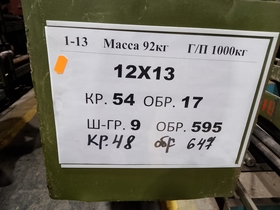 1-13 Масса 92кг Г/П 1000кг
12Х13
КР. 54 ОБР. 17
Ш-ГР. 9 ОБР. 595
КР. 48 обр 647